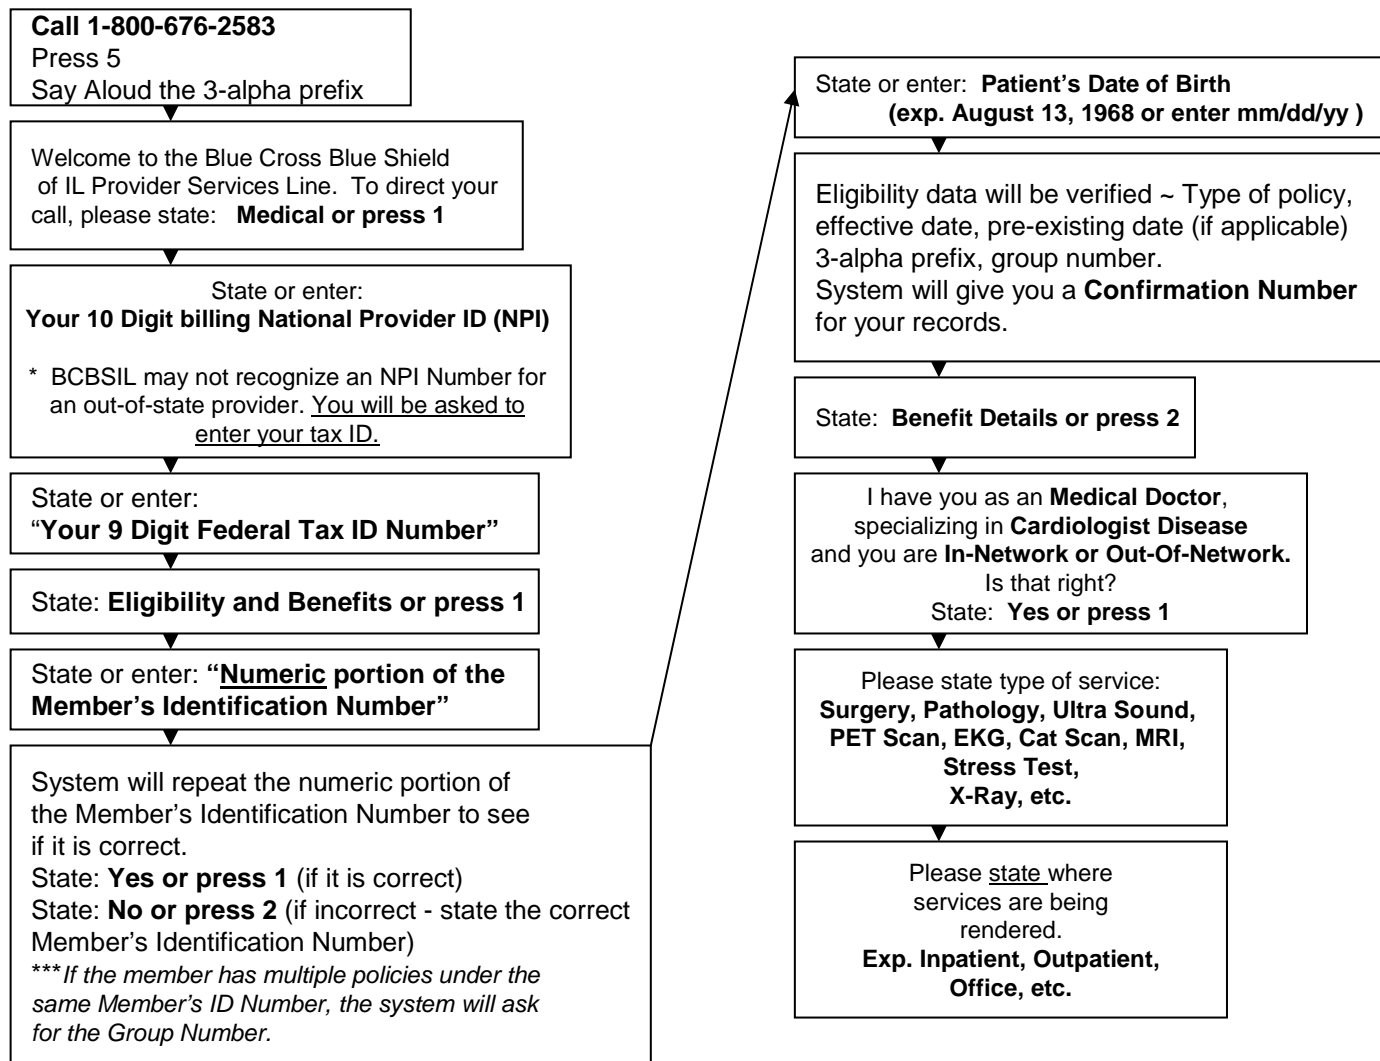 Call 1-800-676-2583
Press 5
Say Aloud the 3-alpha prefix
Welcome to the Blue Cross Blue Shield
of IL Provider Services Line. To direct your
call, please state: Medical or press 1
State or enter:
Your 10 Digit billing National Provider ID (NPI)
* BCBSIL may not recognize an NPI Number for
an out-of-state provider. You will be asked to
enter your tax ID.
State or enter:
“Your 9 Digit Federal Tax ID Number”
State: Eligibility and Benefits or press 1
State or enter: “Numeric portion of the
Member’s Identification Number”
System will repeat the numeric portion of
the Member’s Identification Number to see
if it is correct.
State: Yes or press 1 (if it is correct)
State: No or press 2 (if incorrect - state the correct
Member’s Identification Number)
***If the member has multiple policies under the
same Member’s ID Number, the system will ask
for the Group Number.
State or enter: Patient’s Date of Birth
(exp. August 13, 1968 or enter mm/dd/yy )
Eligibility data will be verified ~ Type of policy,
effective date, pre-existing date (if applicable)
3-alpha prefix, group number.
System will give you a Confirmation Number
for your records.
State: Benefit Details or press 2
I have you as an Medical Doctor,
specializing in Cardiologist Disease
and you are In-Network or Out-Of-Network.
Is that right?
State: Yes or press 1
Please state type of service:
Surgery, Pathology, Ultra Sound,
PET Scan, EKG, Cat Scan, MRI,
Stress Test,
X-Ray, etc.
Please state where
services are being
rendered.
Exp. Inpatient, Outpatient,
Office, etc.